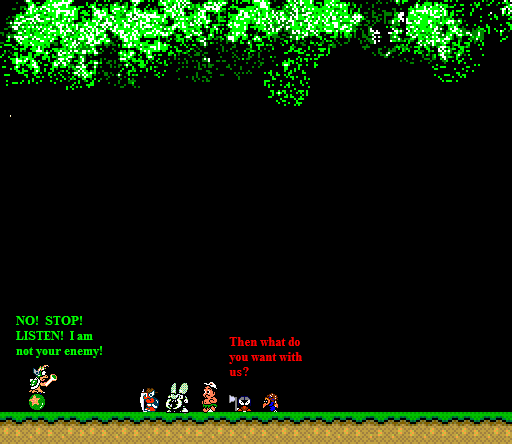 NO!  STOP!
LISTEN!  I am
not your enemy!
Then what do
you want with
us?